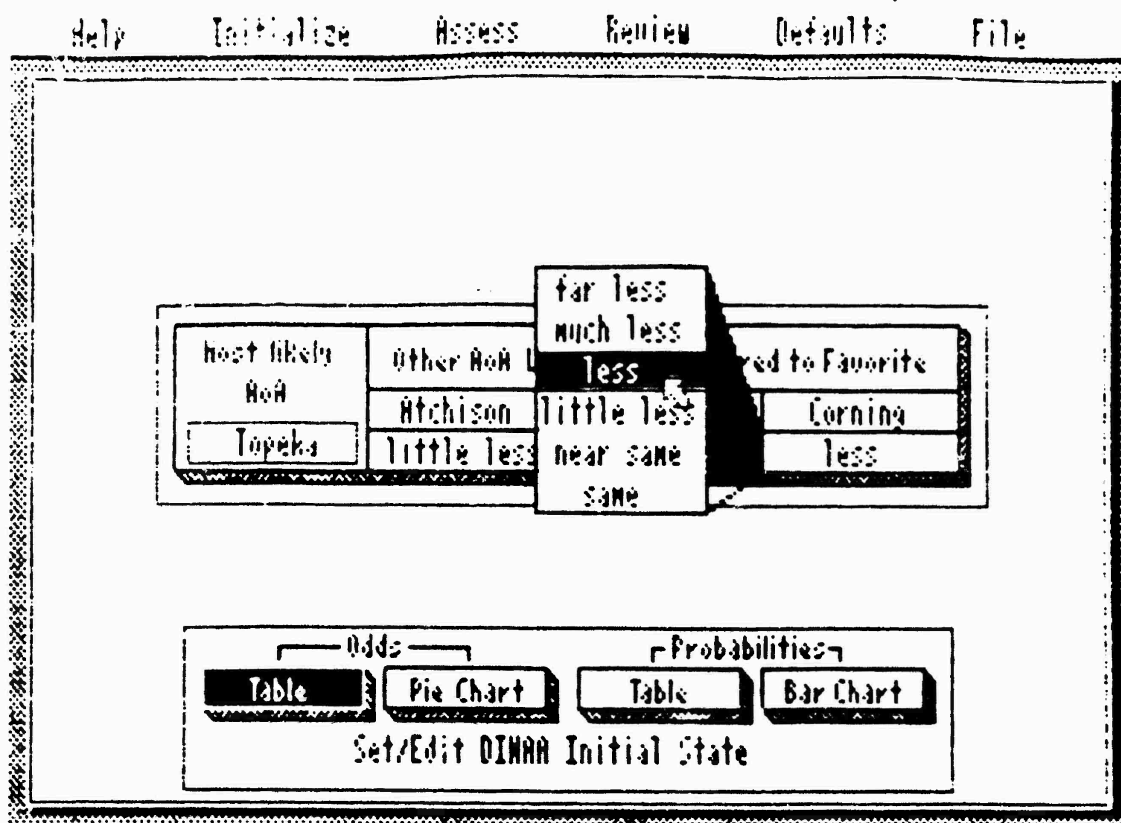 Help Initialize Assess Review Defaults File
far less
much less
less
little less
near same
same
Most likely
AoA
Topeka
Other AoA L
red to Favorite
Atchison
Corning
little less
less
Odds
Probabilities
Table
Pie Chart
Table
Bar Chart
Set/Edit DIWAA Initial State